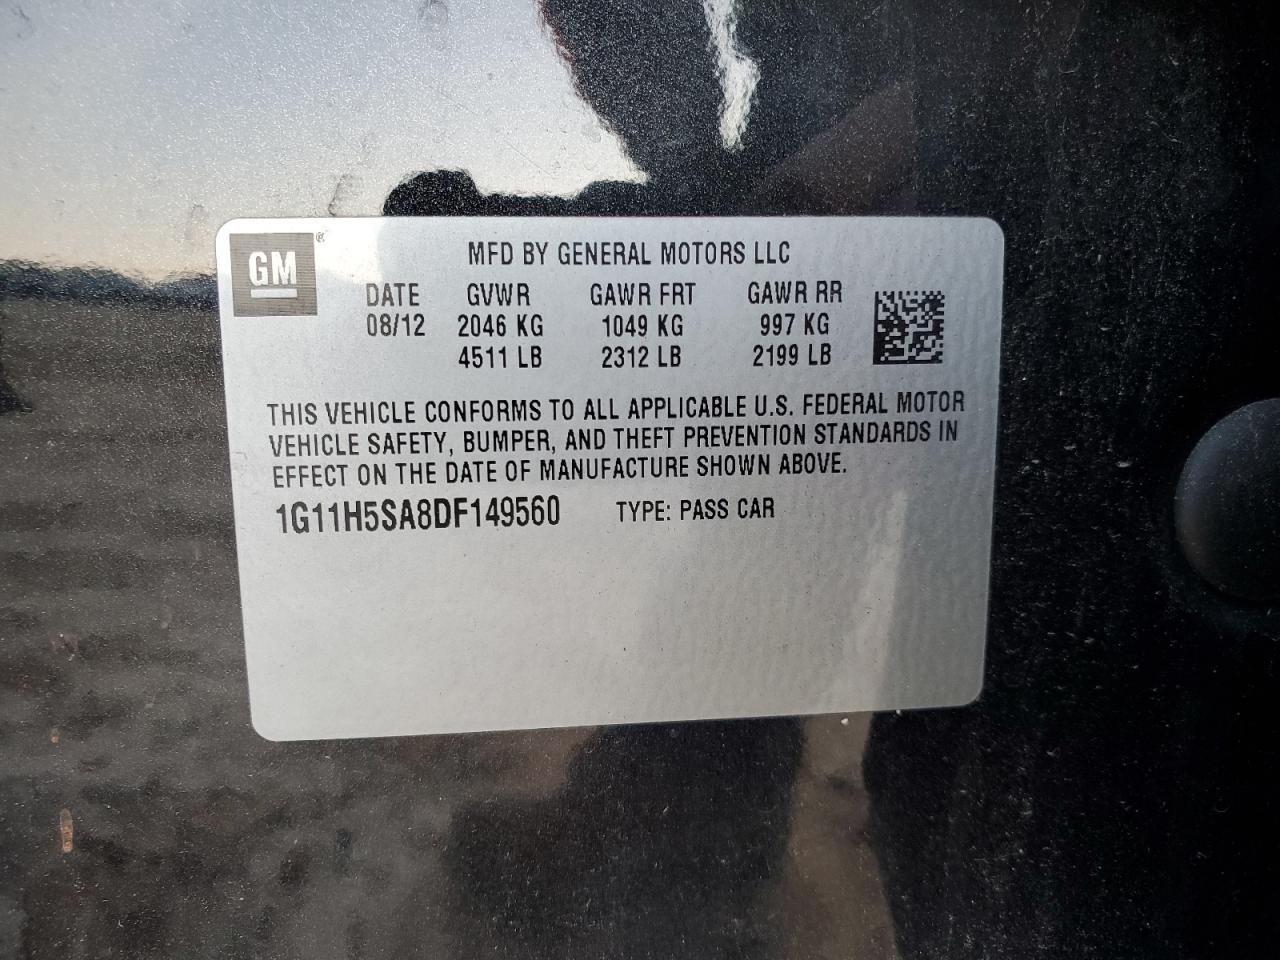 GM®
MFD BY GENERAL MOTORS LLC
DATE GVWR GAWR FRT GAWR RR
08/12 2046 KG 1049 KG 997 KG
4511 LB 2312 LB 2199 LB
THIS VEHICLE CONFORMS TO ALL APPLICABLE U.S. FEDERAL MOTOR
VEHICLE SAFETY, BUMPER, AND THEFT PREVENTION STANDARDS IN
EFFECT ON THE DATE OF MANUFACTURE SHOWN ABOVE.
1G11H5SA8DF149560 TYPE: PASS CAR